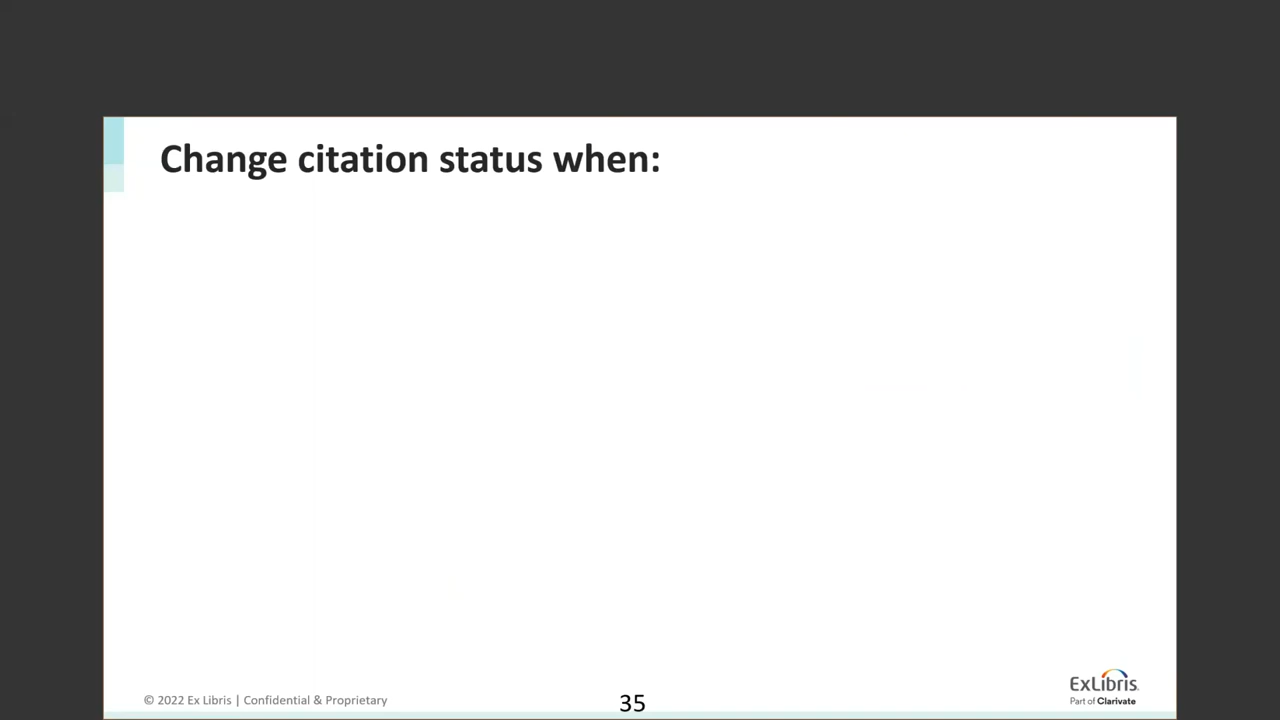 Change citation status when:
© 2022 Ex Libris | Confidential & Proprietary
35
ExLibris
Part of Clarivate